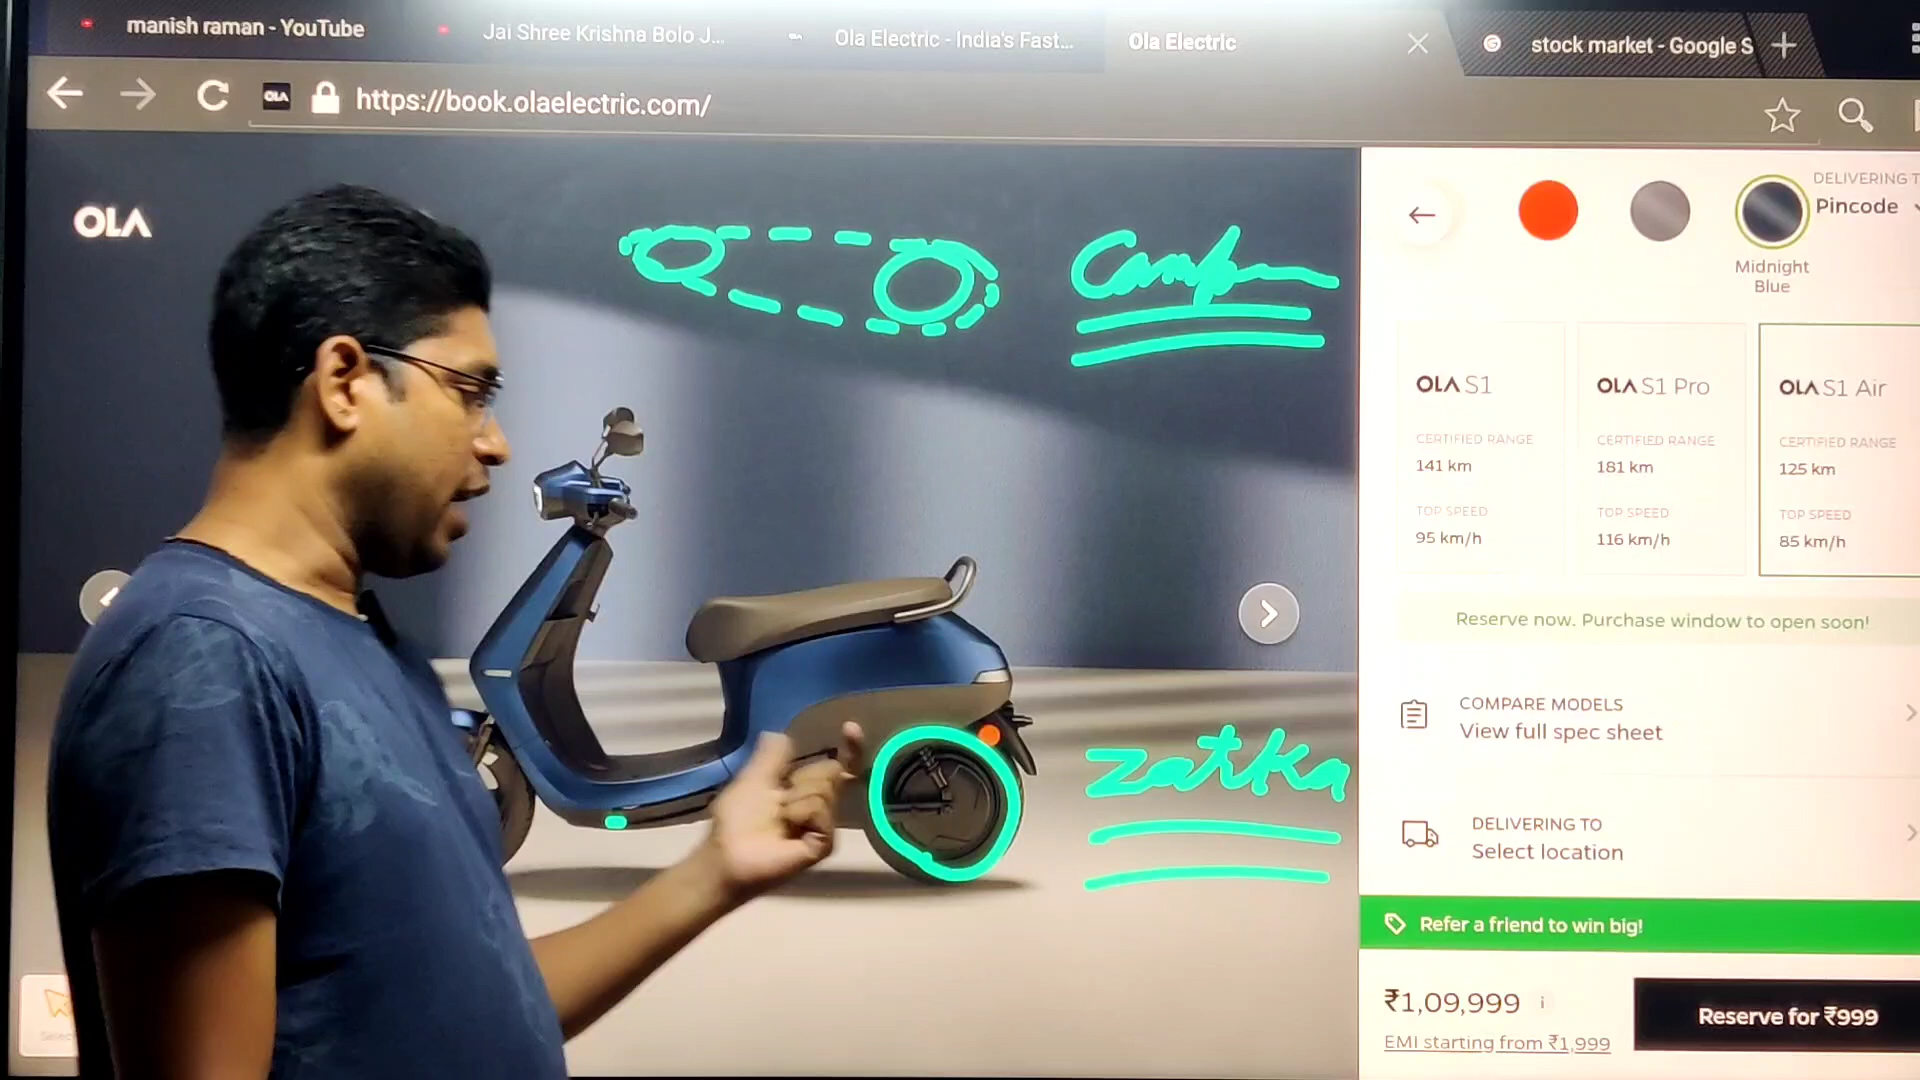 manish raman - YouTube
Jai Shree Krishna Bolo J...
OLA
Ola Electric - India's Fast...
Ola Electric
stock market - Google S
OLA
https://book.olaelectric.com/
OLA
DELIVERING T
Pincode
Midnight
Blue
OLA S1
CERTIFIED RANGE
141 km
TOP SPEED
95 km/h
OLA S1 Pro
CERTIFIED RANGE
181 km
TOP SPEED
116 km/h
OLA S1 Air
CERTIFIED RANGE
125 km
TOP SPEED
85 km/h
Reserve now. Purchase window to open soon!
COMPARE MODELS
View full spec sheet
zatka
DELIVERING TO
Select location
Refer a friend to win big!
₹1,09,999 i
EMI starting from ₹1,999
Reserve for ₹999
Select